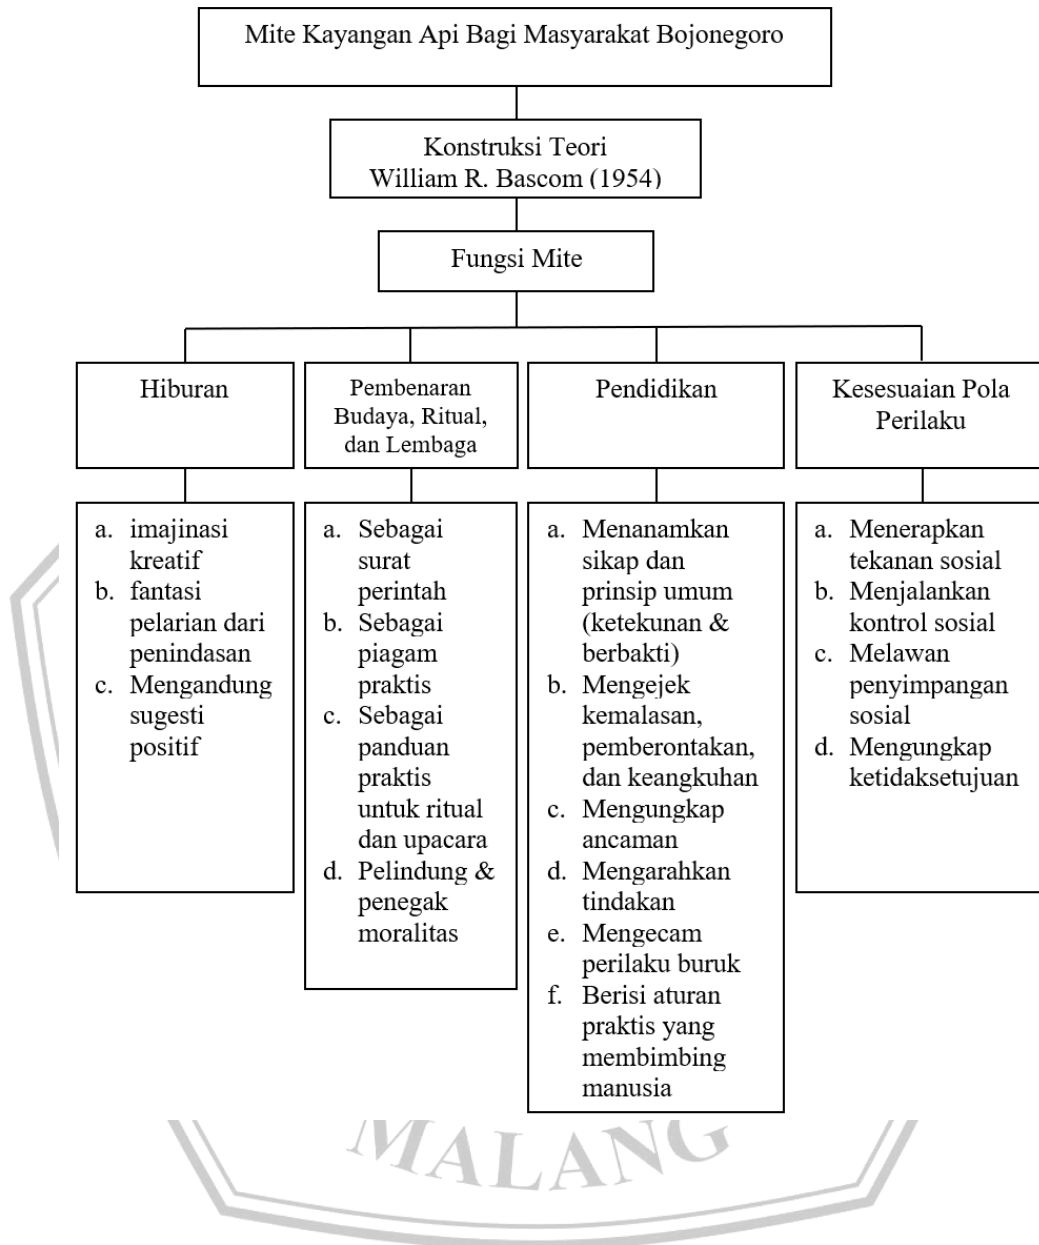 Mite Kayangan Api Bagi Masyarakat Bojonegoro
Konstruksi Teori
William R. Bascom (1954)
Fungsi Mite
Hiburan
Pembenaran
Budaya, Ritual,
dan Lembaga
Pendidikan
Kesesuaian Pola
Perilaku
a. imajinasi
kreatif
b. fantasi
pelarian dari
penindasan
c. Mengandung
sugesti
positif
a. Sebagai
surat
perintah
b. Sebagai
piagam
praktis
c. Sebagai
panduan
praktis
untuk ritual
dan upacara
d. Pelindung &
penegak
moralitas
a. Menanamkan
sikap dan
prinsip umum
(ketekunan &
berbakti)
b. Mengejek
kemalasan,
pemberontakan,
dan keangkuhan
c. Mengungkap
ancaman
d. Mengarahkan
tindakan
e. Mengecam
perilaku buruk
f. Berisi aturan
praktis yang
membimbing
manusia
a. Menerapkan
tekanan sosial
b. Menjalankan
kontrol sosial
c. Melawan
penyimpangan
sosial
d. Mengungkap
ketidaksetujuan
MALANG